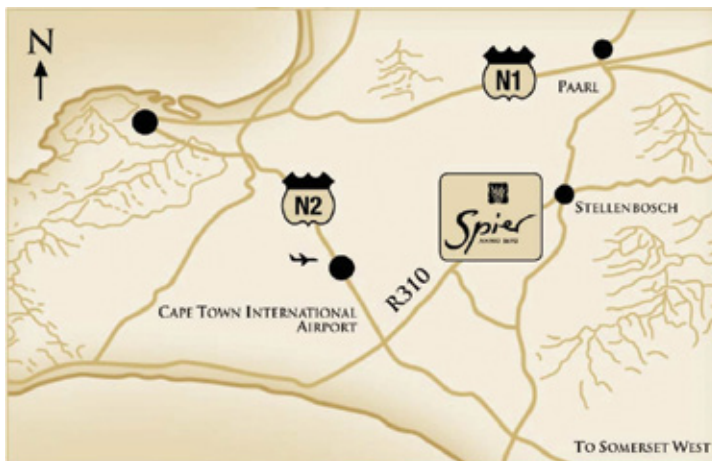 N
N1
PAARL
N2
Spier
STELLENBOSCH
R310
CAPE TOWN INTERNATIONAL
AIRPORT
TO SOMERSET WEST